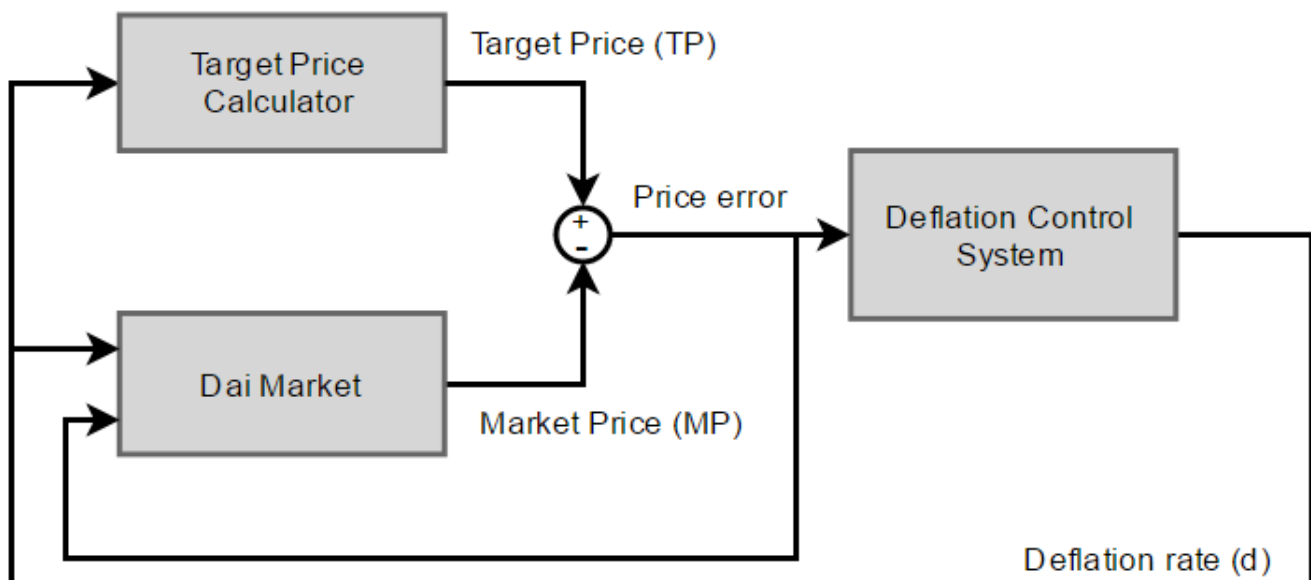 Target Price
Calculator
Target Price (TP)
+
-
Price error
Deflation Control
System
Dai Market
Market Price (MP)
Deflation rate (d)